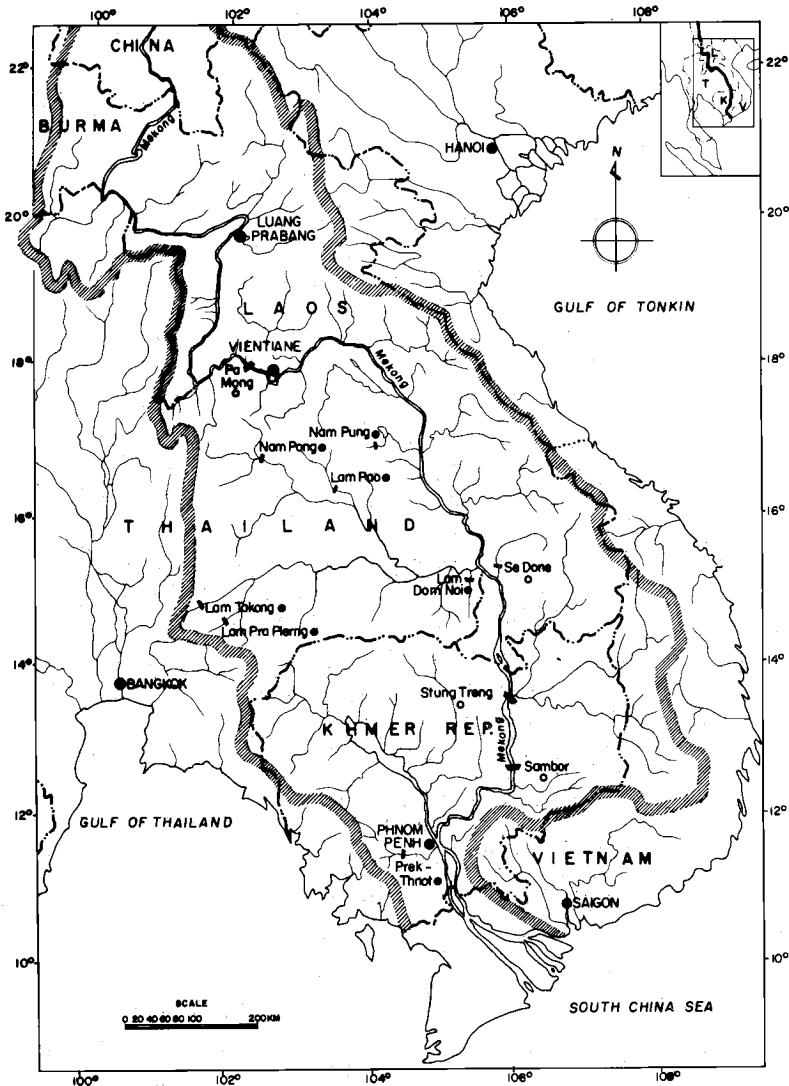 100° 102° 104° 106° 108°
CHINA
22° 22°
BURMA
Mekong
HANOI
N
T L K V
20° 20°
LUANG
PRABANG
LAOS
GULF OF TONKIN
VIENTIANE
18° 18°
Pa
Mong
Mekong
Nam Pung
Nam Pong
Lam Pao
16° 16°
THAILAND
Lam
Dom Noi
Se Done
Lam Takong
Lam Pra Plerng
14° 14°
BANGKOK
Stung Treng
KHMER REP.
Mekong
Sambor
12° 12°
GULF OF THAILAND
PHNOM
PENH
Prek-
Thnot
VIETNAM
SAIGON
10° 10°
SCALE
0 20 40 60 80 100 200 KM
SOUTH CHINA SEA
100° 102° 104° 106° 108°